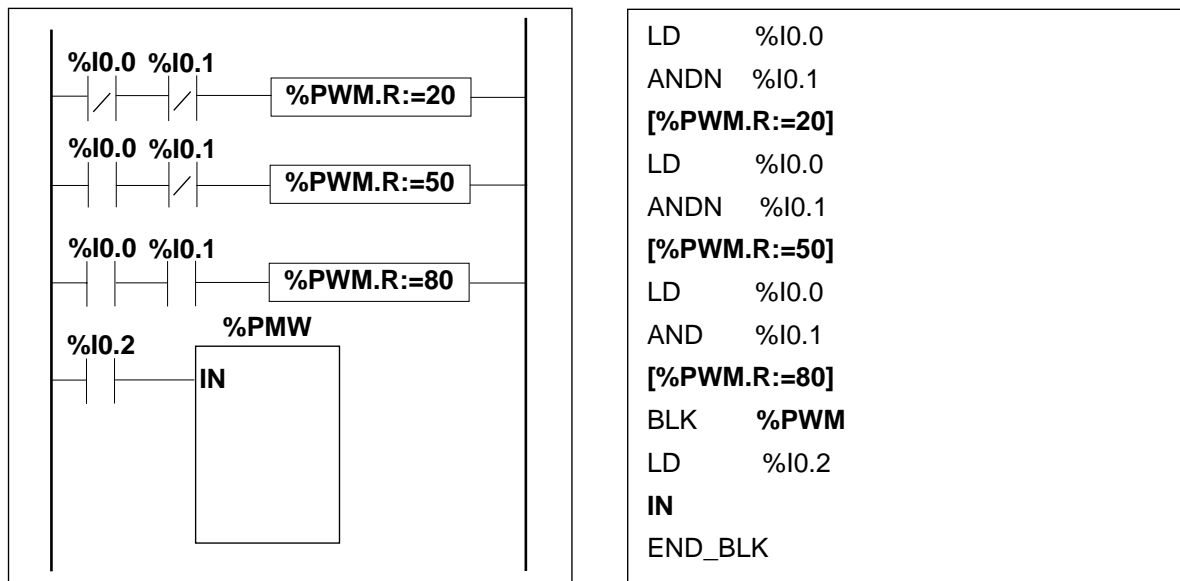 %I0.0 %I0.1
%PWM.R:=20
%I0.0 %I0.1
%PWM.R:=50
%I0.0 %I0.1
%PWM.R:=80
%PMW
%I0.2
IN
LD %I0.0
ANDN %I0.1
[%PWM.R:=20]
LD %I0.0
ANDN %I0.1
[%PWM.R:=50]
LD %I0.0
AND %I0.1
[%PWM.R:=80]
BLK %PWM
LD %I0.2
IN
END_BLK